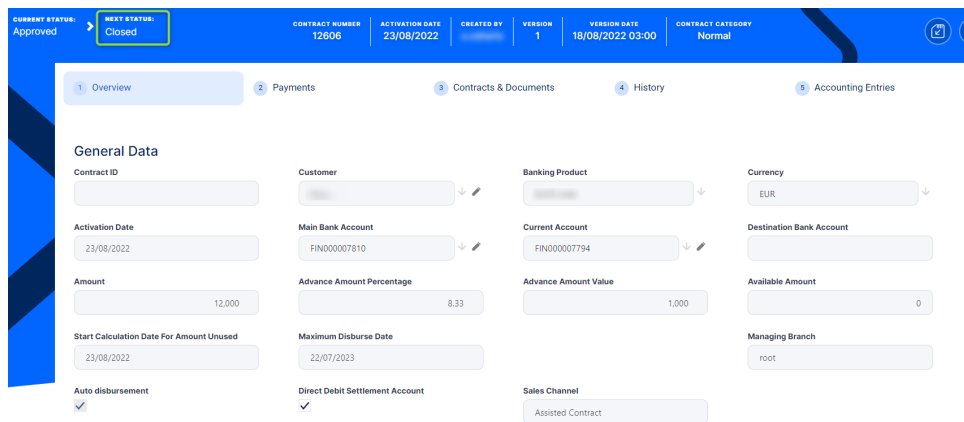 CURRENT STATUS:
Approved
NEXT STATUS:
Closed
CONTRACT NUMBER
12606
ACTIVATION DATE
23/08/2022
CREATED BY
VERSION
1
VERSION DATE
18/08/2022 03:00
CONTRACT CATEGORY
Normal
1 Overview
2 Payments
3 Contracts & Documents
4 History
5 Accounting Entries
General Data
Contract ID
Customer
Banking Product
Currency
EUR
Activation Date
Main Bank Account
Current Account
Destination Bank Account
23/08/2022
FIN000007810
FIN000007794
Amount
Advance Amount Percentage
Advance Amount Value
Available Amount
12,000
8.33
1,000
0
Start Calculation Date For Amount Unused
Maximum Disburse Date
Managing Branch
23/08/2022
22/07/2023
root
Auto disbursement
Direct Debit Settlement Account
Sales Channel
Assisted Contract